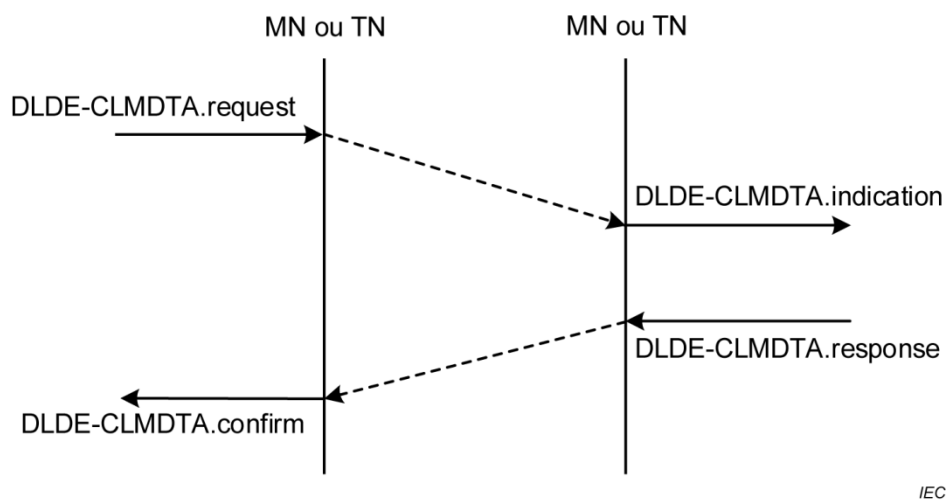 MN ou TN
MN ou TN
DLDE-CLMDTA.request
DLDE-CLMDTA.indication
DLDE-CLMDTA.response
DLDE-CLMDTA.confirm
IEC